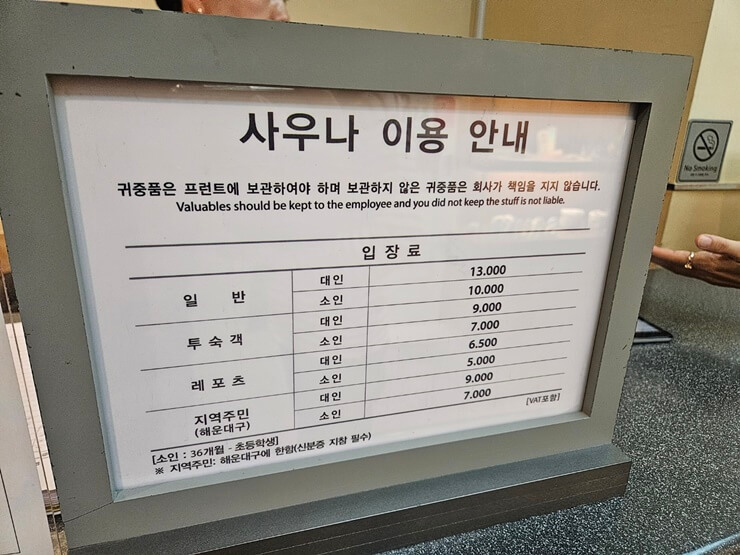 사우나 이용 안내
귀중품은 프런트에 보관하여야 하며 보관하지 않은 귀중품은 회사가 책임을 지지 않습니다.
Valuables should be kept to the employee and you did not keep the stuff is not liable.
입장료
일 반 대인 13.000
소인 10.000
투숙객 대인 9.000
소인 7.000
레포츠 대인 6.500
소인 5.000
지역주민 (해운대구) 대인 9.000
소인 7.000
[VAT포함]
[소인 : 36개월 - 초등학생]
※ 지역주민: 해운대구에 한함(신분증 지참 필수)
No Smoking